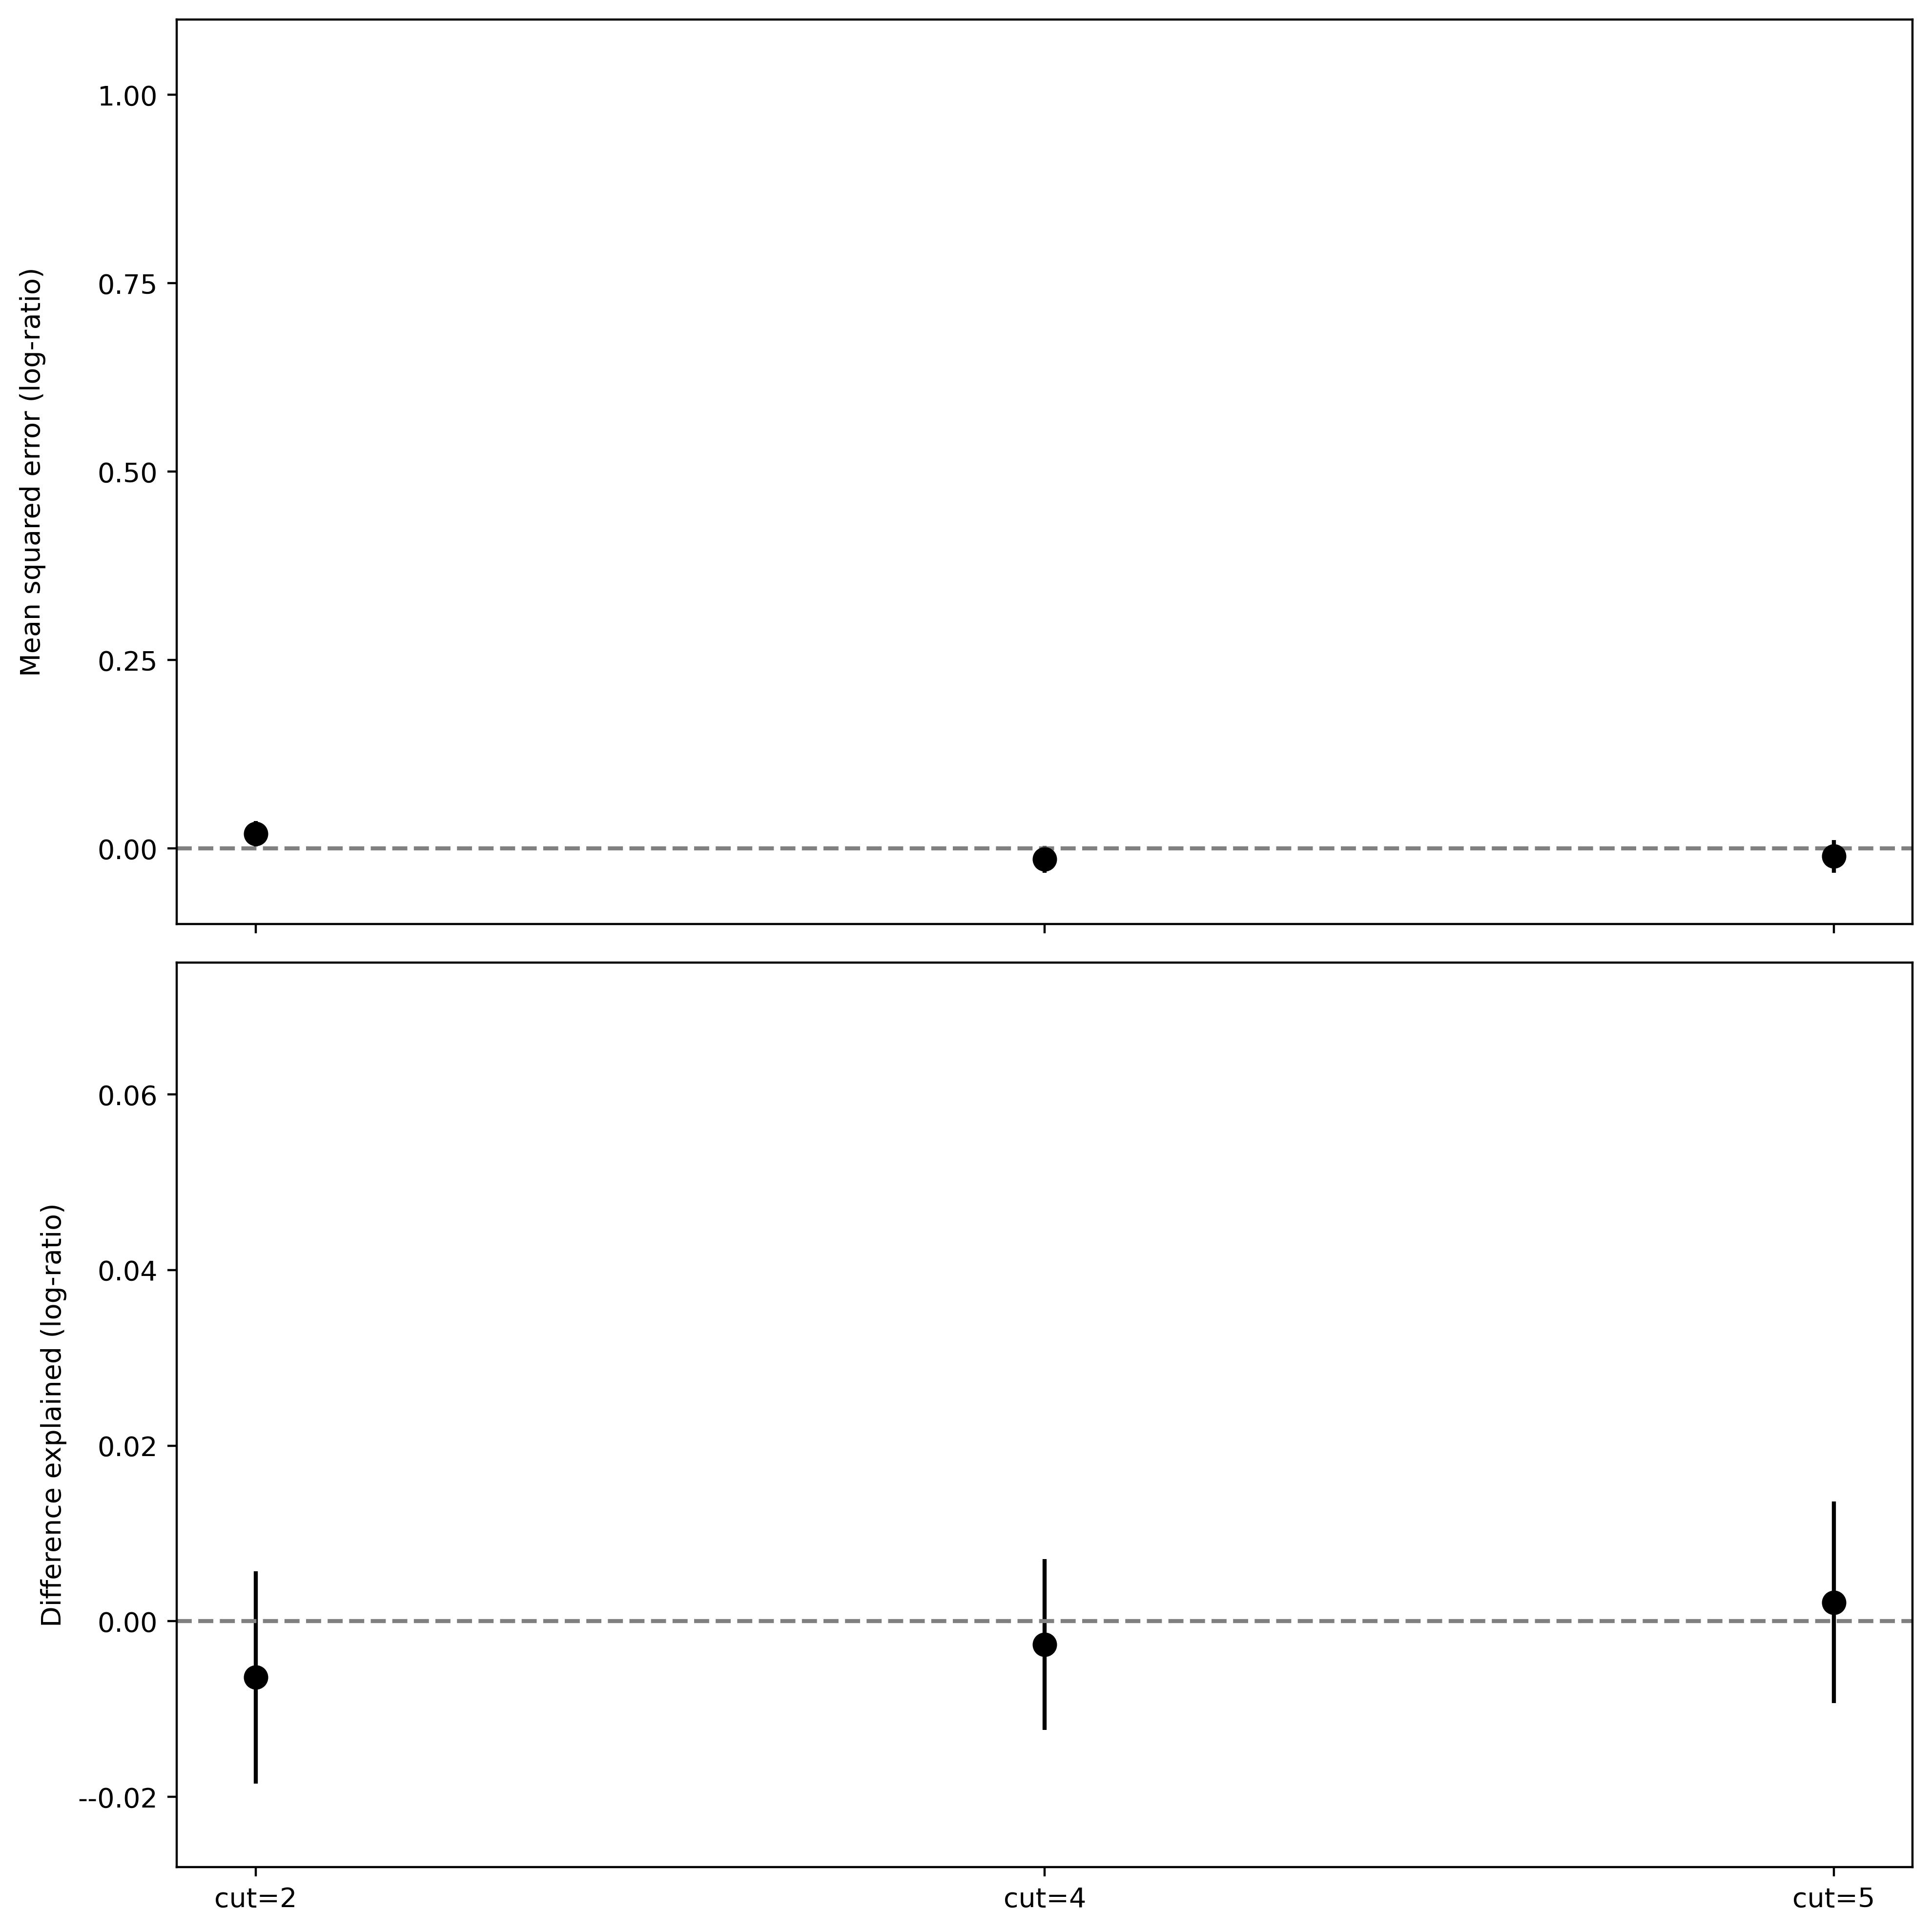 Mean squared error (log-ratio)
1.00
0.75
0.50
0.25
0.00
Difference explained (log-ratio)
0.06
0.04
0.02
0.00
--0.02
cut=2
cut=4
cut=5